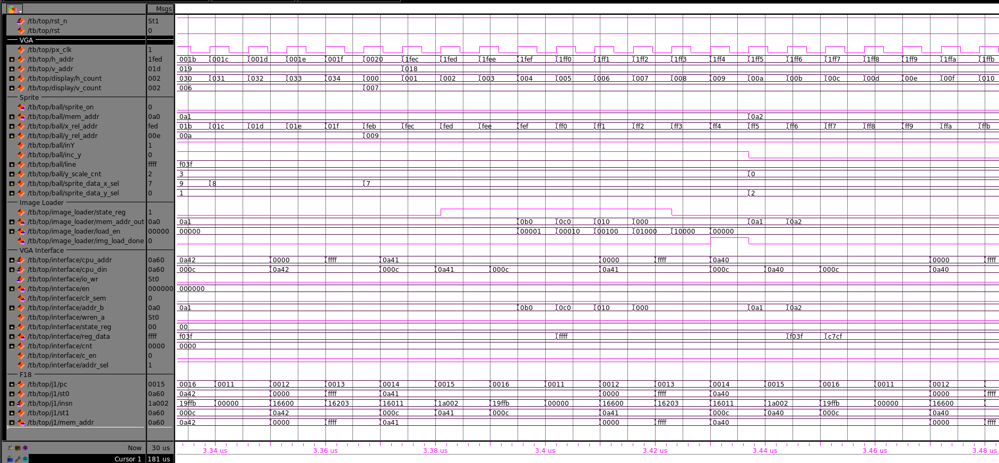 Msgs
/tb/top/rst_n St1
/tb/top/rst 0
VGA
/tb/top/px_clk 1
/tb/top/h_addr 1fed 001b 001c 001d 001e 001f 0020 1fec 1fed 1fee 1fef 1ff0 1ff1 1ff2 1ff3 1ff4 1ff5 1ff6 1ff7 1ff8 1ff9 1ffa 1ffb
/tb/top/v_addr 01d 019 018
/tb/top/display/h_count 002 030 031 032 033 034 000 001 002 003 004 005 006 007 008 009 00a 00b 00c 00d 00e 00f 010
/tb/top/display/v_count 002 006 007
Sprite
/tb/top/ball/sprite_on 0
/tb/top/ball/mem_addr 0a0 0a1 0a2
/tb/top/ball/x_rel_addr fed 01b 01c 01d 01e 01f feb fec fed fee fef ff0 ff1 ff2 ff3 ff4 ff5 ff6 ff7 ff8 ff9 ffa ffb
/tb/top/ball/y_rel_addr 00e 00a 009
/tb/top/ball/inY 1
/tb/top/ball/inc_y 0
/tb/top/ball/line ffff f03f
/tb/top/ball/y_scale_cnt 2 3 0
/tb/top/ball/sprite_data_x_sel 7 9 8 7
/tb/top/ball/sprite_data_y_sel 0 1 2
Image Loader
/tb/top/image_loader/state_reg 1
/tb/top/image_loader/mem_addr_out 0a0 0a1 0b0 0c0 010 000 0a1 0a2
/tb/top/image_loader/load_en 00000 00000 00001 00010 00100 01000 10000 00000
/tb/top/image_loader/img_load_done 0
VGA Interface
/tb/top/interface/cpu_addr 0a60 0a42 0000 ffff 0a41 0000 ffff 0a40 0000 ffff
/tb/top/interface/cpu_din 0a60 000c 0a42 000c 0a41 000c 0a41 000c 0a40 000c 0a40
/tb/top/interface/io_wr St0
/tb/top/interface/en 000000 000000
/tb/top/interface/clr_sem 0
/tb/top/interface/addr_b 0a0 0a1 0b0 0c0 010 000 0a1 0a2
/tb/top/interface/wren_a St0
/tb/top/interface/state_reg 00 00
/tb/top/interface/reg_data ffff f03f ffff f03f c7cf
/tb/top/interface/cnt 0000 0000
/tb/top/interface/c_en 0
/tb/top/interface/addr_sel 1
F18
/tb/top/j1/pc 0015 0016 0011 0012 0013 0014 0015 0016 0011 0012 0013 0014 0015 0016 0011 0012
/tb/top/j1/st0 0a60 0a42 0000 ffff 0a41 0000 ffff 0a40 0000 ffff
/tb/top/j1/insn 1a002 19ffb 00000 16600 16203 16011 1a002 19ffb 00000 16600 16203 16011 1a002 19ffb 00000 16600
/tb/top/j1/st1 0a60 000c 0a42 000c 0a41 000c 0a41 000c 0a40 000c 0a40
/tb/top/j1/mem_addr 0a60 0a42 0000 ffff 0a41 0000 ffff 0a40 0000 ffff
Now 30 us 3.34 us 3.36 us 3.38 us 3.4 us 3.42 us 3.44 us 3.46 us 3.48 us
Cursor 1 181 us